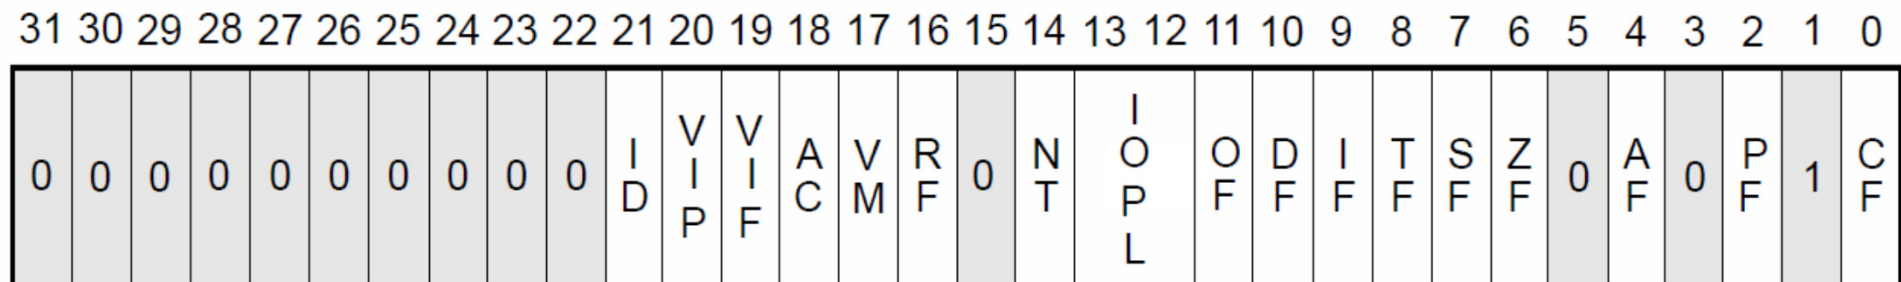 31 30 29 28 27 26 25 24 23 22 21 20 19 18 17 16 15 14 13 12 11 10 9 8 7 6 5 4 3 2 1 0
0 0 0 0 0 0 0 0 0 0 ID VIP VIF AC VM RF 0 NT IOPL OF DF IF TF SF ZF 0 AF 0 PF 1 CF